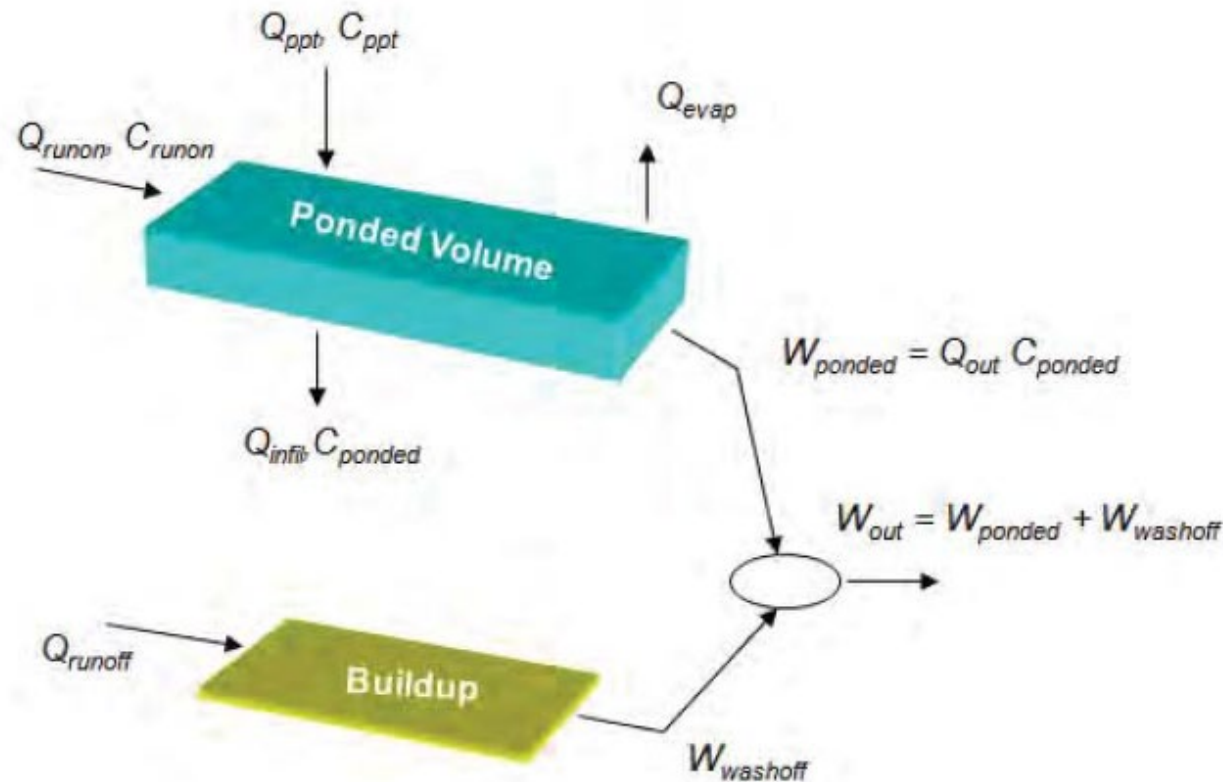 Q_ppt, C_ppt
Q_evap
Q_runon, C_runon
Ponded Volume
W_ponded = Q_out C_ponded
Q_infil, C_ponded
W_out = W_ponded + W_washoff
Q_runoff
Buildup
W_washoff